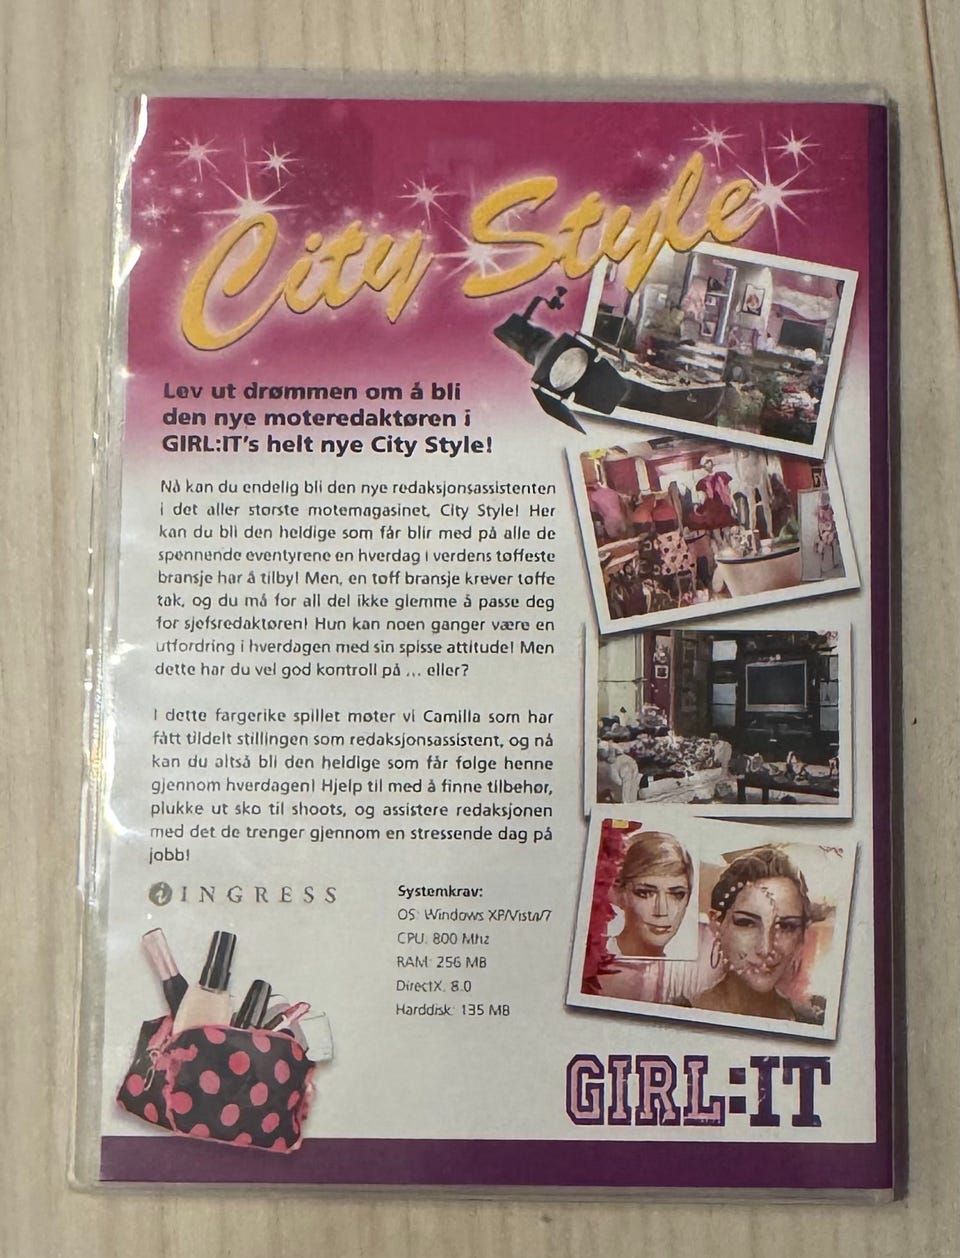 City Style
Lev ut drømmen om å bli
den nye moteredaktøren i
GIRL:IT's helt nye City Style!
Nå kan du endelig bli den nye redaksjonsassistenten
i det aller største motemagasinet, City Style! Her
kan du bli den heldige som får blir med på alle de
spennende eventyrene en hverdag i verdens tøffeste
bransje har å tilby! Men, en tøff bransje krever tøffe
tak, og du må for all del ikke glemme å passe deg
for sjefsredaktøren! Hun kan noen ganger være en
utfordring i hverdagen med sin spisse attitude! Men
dette har du vel god kontroll på ... eller?
I dette fargerike spillet møter vi Camilla som har
fått tildelt stillingen som redaksjonsassistent, og nå
kan du altså bli den heldige som får følge henne
gjennom hverdagen! Hjelp til med å finne tilbehør,
plukke ut sko til shoots, og assistere redaksjonen
med det de trenger gjennom en stressende dag på
jobb!
INGRESS
Systemkrav:
OS: Windows XP/Vista/7
CPU: 800 Mhz
RAM: 256 MB
DirectX: 8.0
Harddisk: 135 MB
GIRL:IT